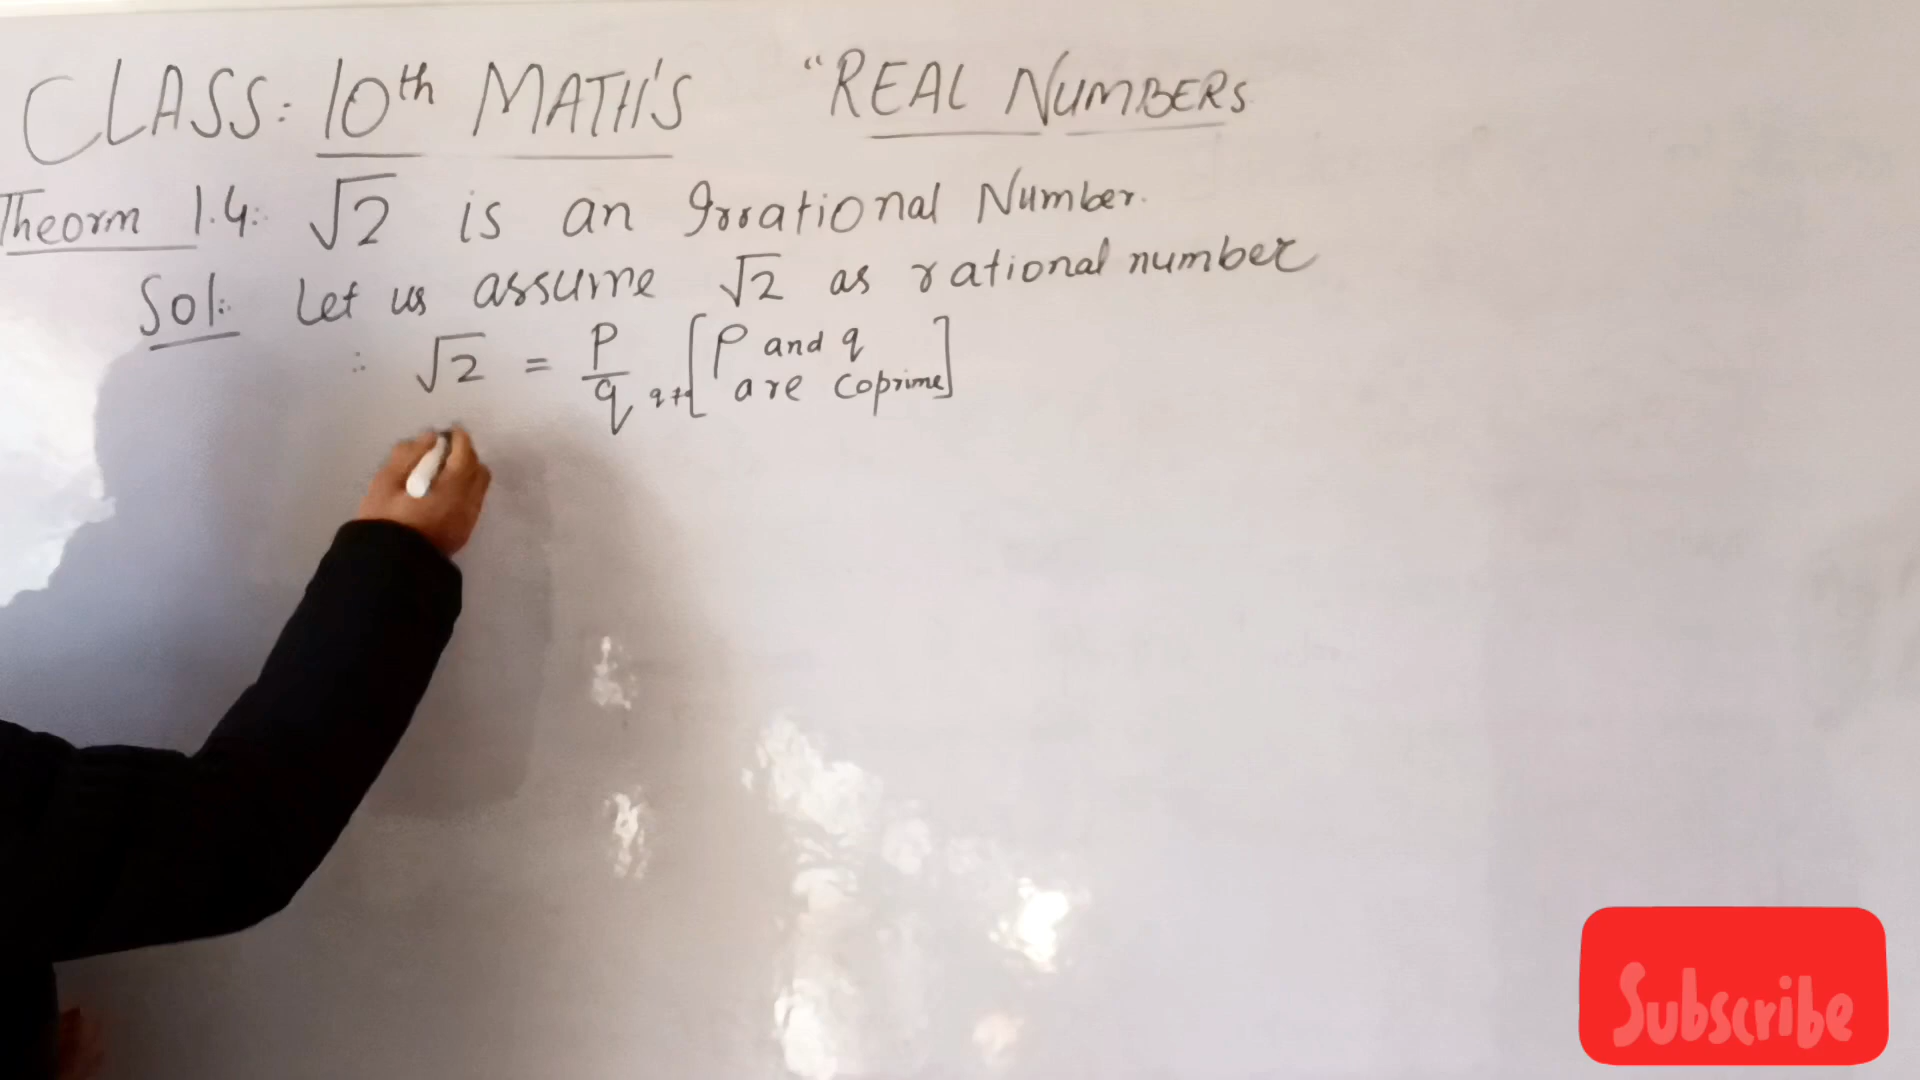 CLASS: 10th MATH'S "REAL NUMBERS
Theorm 1.4: √2 is an Irrational Number.
Sol: Let us assume √2 as rational number
∴ √2 = p/q [p and q are coprime]
Subscribe